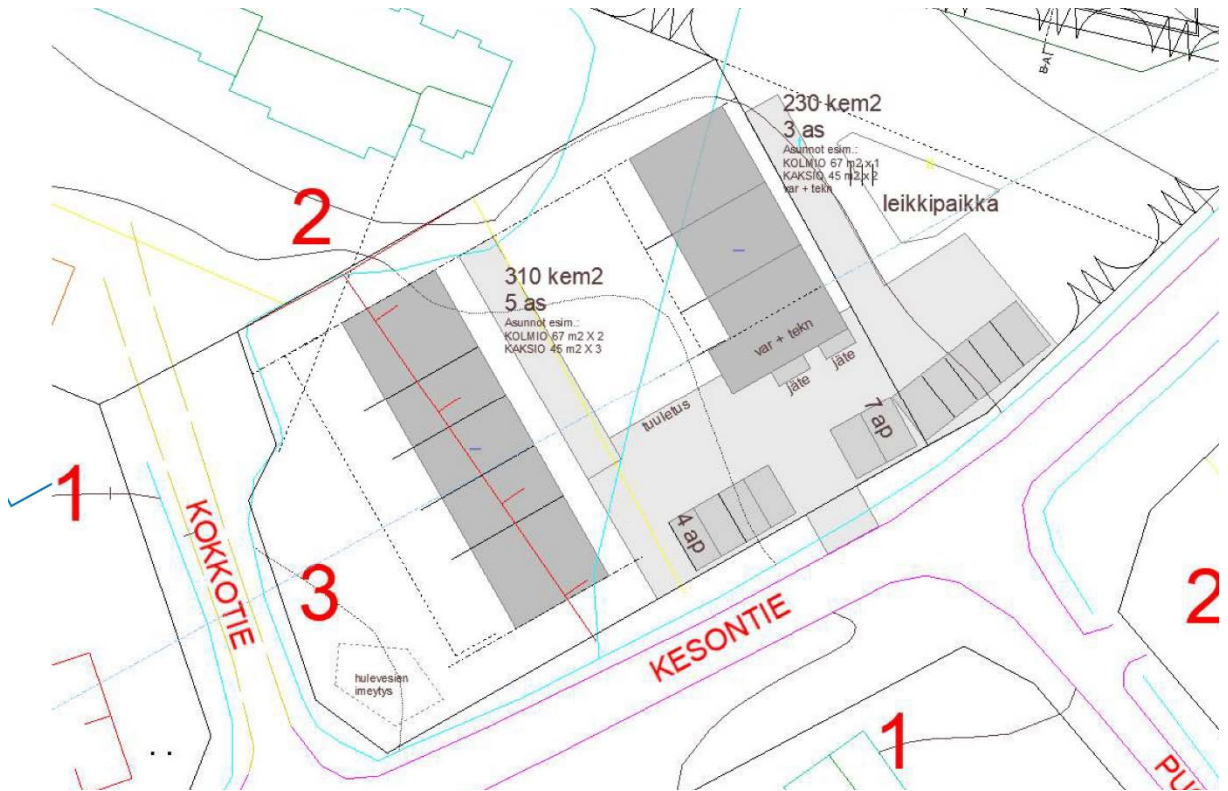 B-AI
230 kem2
3 as
Asunnot esim.:
KOLMIO 67 m2 x 1
KAKSIO 45 m2 x 2
var + tekn
leikkipaikka
2
310 kem2
5 as
Asunnot esim.:
KOLMIO 67 m2 X 2
KAKSIO 45 m2 X 3
var + tekn
jäte
jäte
tuuletus
7 ap
4 ap
1
KOKKOTIE
3
hulevesien
imeytys
KESONTIE
2
1